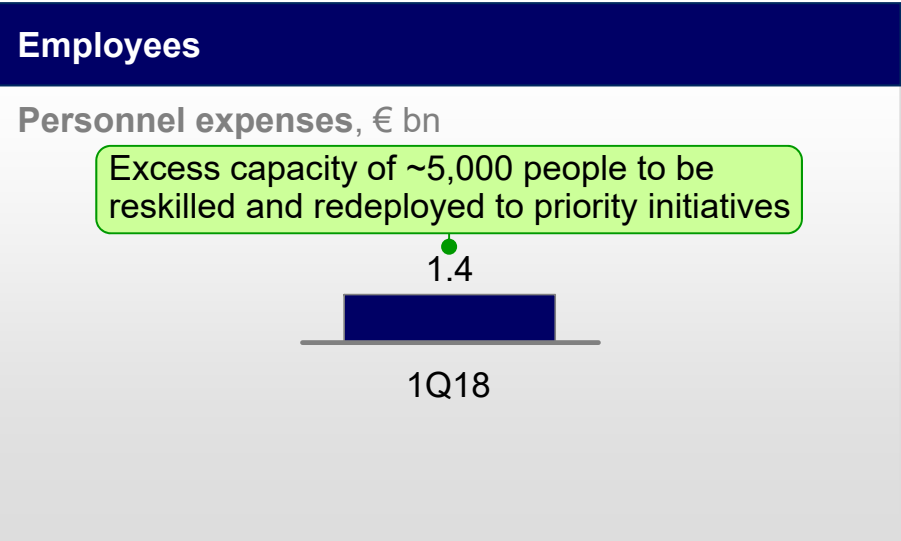 Employees
Personnel expenses, € bn
Excess capacity of ~5,000 people to be
reskilled and redeployed to priority initiatives
1.4
1Q18